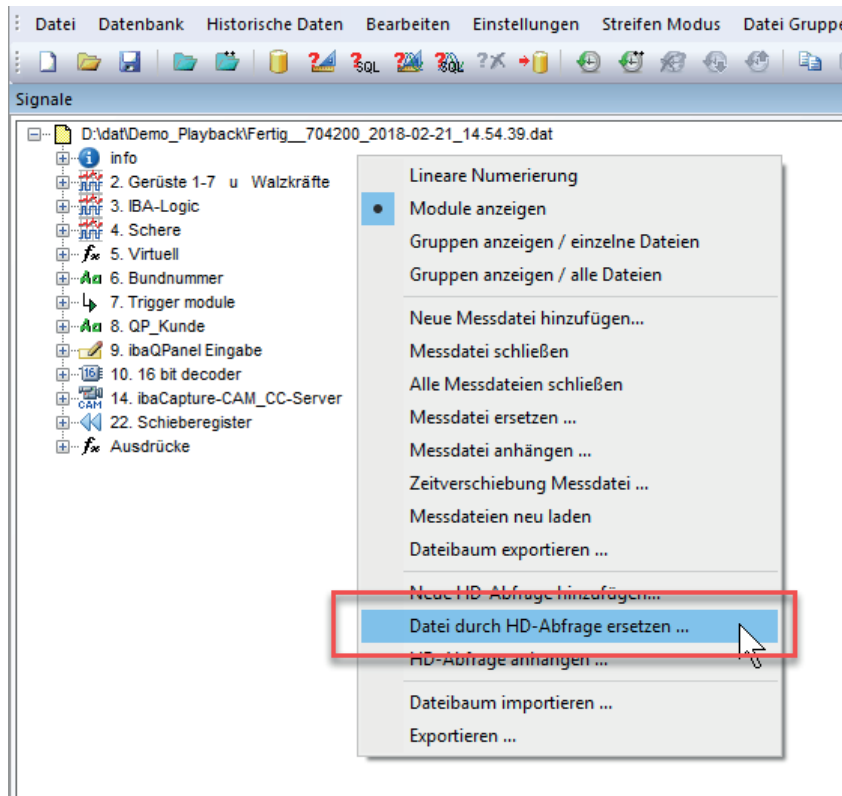 Datei Datenbank Historische Daten Bearbeiten Einstellungen Streifen Modus Datei Gruppe
SQL
Signale
D:\dat\Demo_Playback\Fertig__704200_2018-02-21_14.54.39.dat
info
2. Gerüste 1-7 u Walzkräfte
3. IBA-Logic
4. Schere
5. Virtuell
6. Bundnummer
7. Trigger module
8. QP_Kunde
9. ibaQPanel Eingabe
10. 16 bit decoder
14. ibaCapture-CAM_CC-Server
22. Schieberegister
Ausdrücke
Lineare Numerierung
Module anzeigen
Gruppen anzeigen / einzelne Dateien
Gruppen anzeigen / alle Dateien
Neue Messdatei hinzufügen...
Messdatei schließen
Alle Messdateien schließen
Messdatei ersetzen ...
Messdatei anhängen ...
Zeitverschiebung Messdatei ...
Messdateien neu laden
Dateibaum exportieren ...
Neue HD-Abfrage hinzufügen...
Datei durch HD-Abfrage ersetzen ...
HD-Abfrage anhängen ...
Dateibaum importieren ...
Exportieren ...